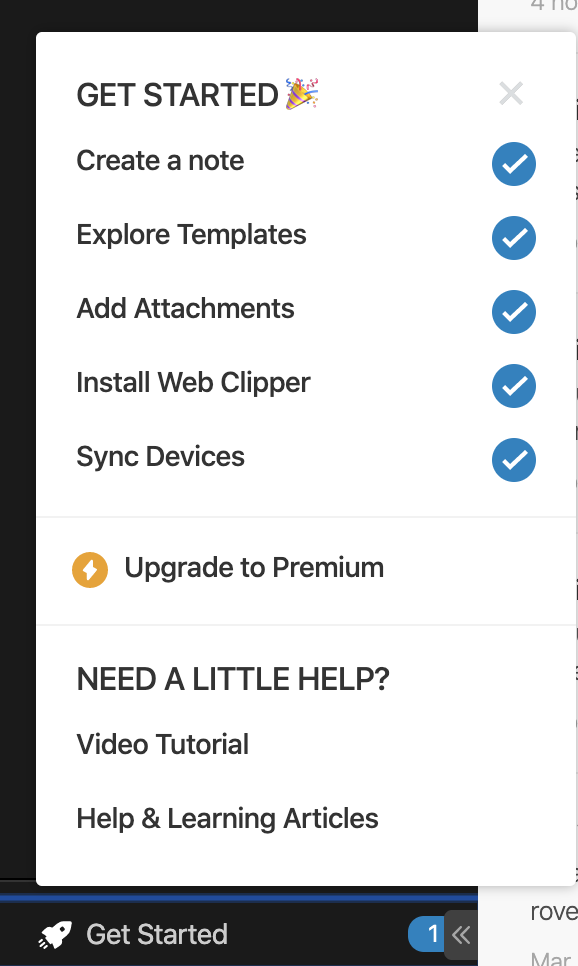 4 no
GET STARTED🎉
Create a note
Explore Templates
Add Attachments
Install Web Clipper
Sync Devices
Upgrade to Premium
NEED A LITTLE HELP?
Video Tutorial
Help & Learning Articles
Get Started
1
rove
Mar